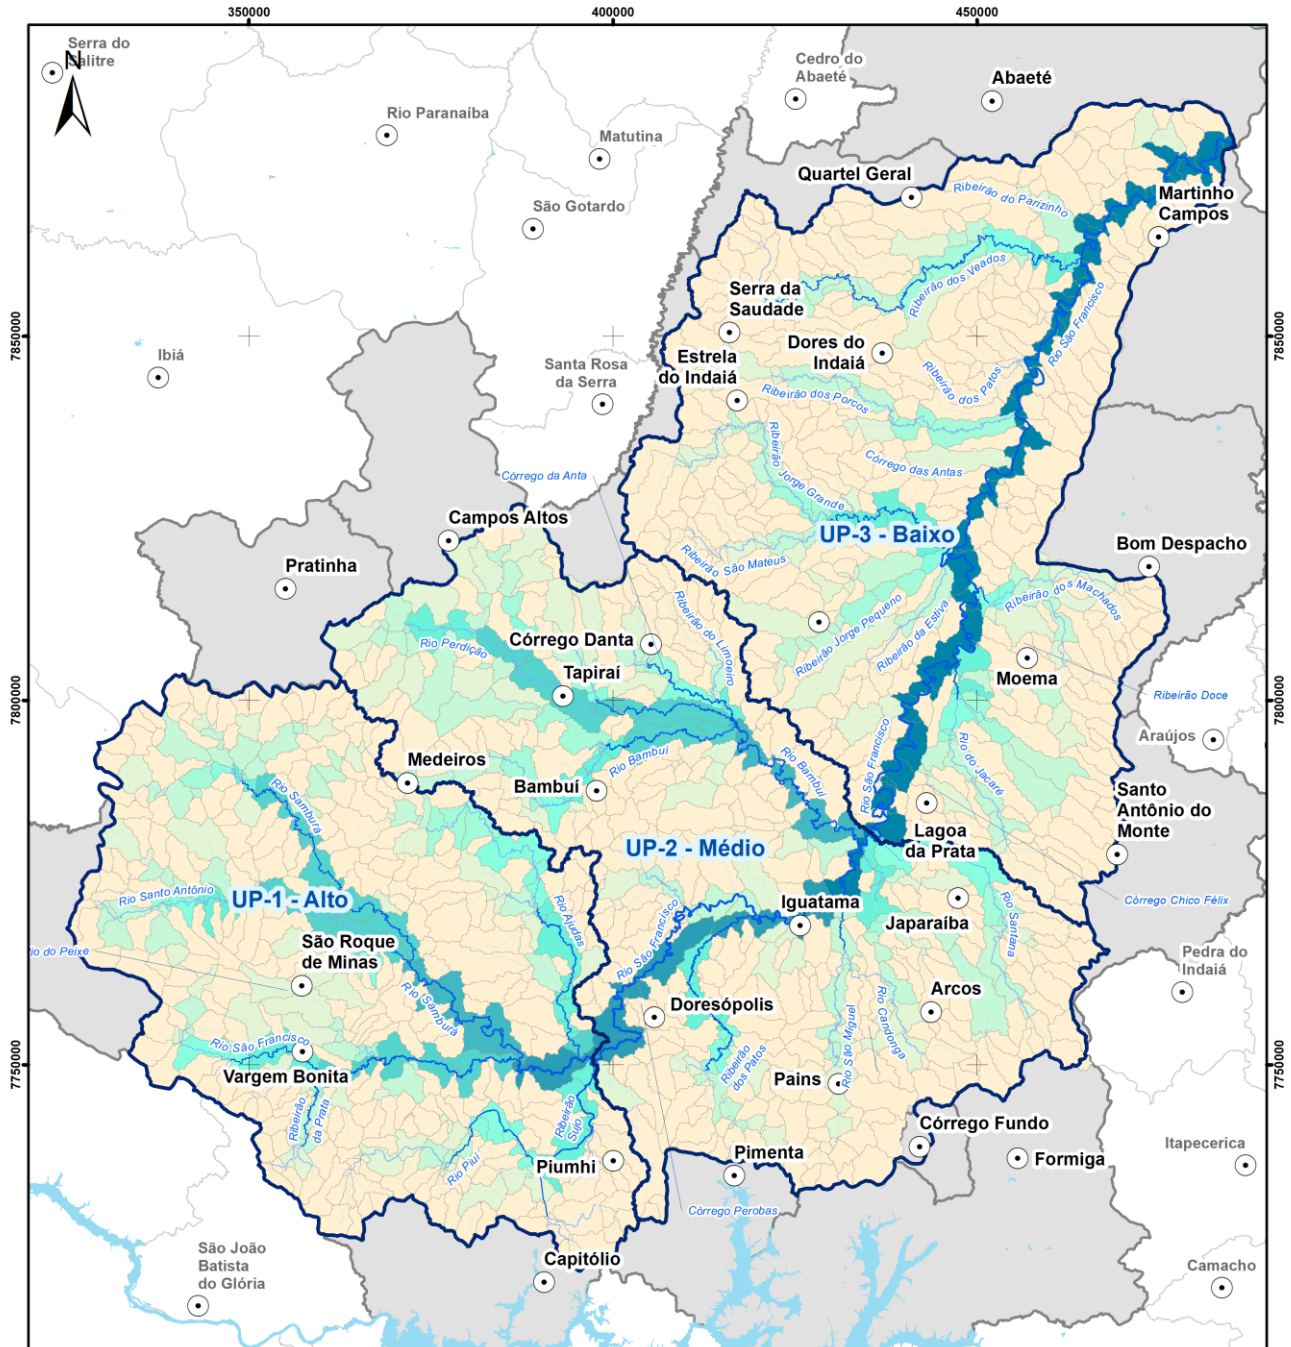 350000
400000
450000
Serra do
Salitre
N
Rio Paranaíba
Matutina
São Gotardo
Cedro do
Abaeté
Abaeté
Quartel Geral
Ribeirão do Parizinho
Martinho
Campos
Ribeirão dos Veados
Rio São Francisco
Serra da
Saudade
7850000
7850000
Dores do
Indaiá
Estrela
do Indaiá
Ribeirão dos Patos
Ribeirão dos Porcos
Ibiá
Santa Rosa
da Serra
Ribeirão Jorge Grande
Córrego das Antas
Córrego da Anta
Campos Altos
UP-3 - Baixo
Bom Despacho
Ribeirão São Mateus
Pratinha
Ribeirão dos Machados
Ribeirão Jorge Pequeno
Ribeirão da Estiva
Ribeirão do Limoeiro
Córrego Danta
Rio Perdição
Tapiraí
Moema
Ribeirão Doce
7800000
7800000
Araújos
Rio São Francisco
Rio do Jacaré
Medeiros
Rio Bambuí
Rio Bambuí
Bambuí
Rio Samburá
Santo
Antônio do
Monte
Lagoa
da Prata
UP-2 - Médio
Rio Santo Antônio
UP-1 - Alto
Rio Ajudas
Iguatama
Japaraíba
Córrego Chico Félix
Rio Santana
São Roque
de Minas
io do Peixe
Rio São Francisco
Pedra do
Indaiá
Rio Samburá
Doresópolis
Arcos
Rio São Miguel
Rio Candonga
Rio São Francisco
Vargem Bonita
Ribeirão
dos Patos
7750000
7750000
Pains
Ribeirão
da Prata
Ribeirão
Sujo
Rio Piuí
Piumhi
Pimenta
Córrego Fundo
Formiga
Itapecerica
Córrego Perobas
São João
Batista
do Glória
Capitólio
Camacho